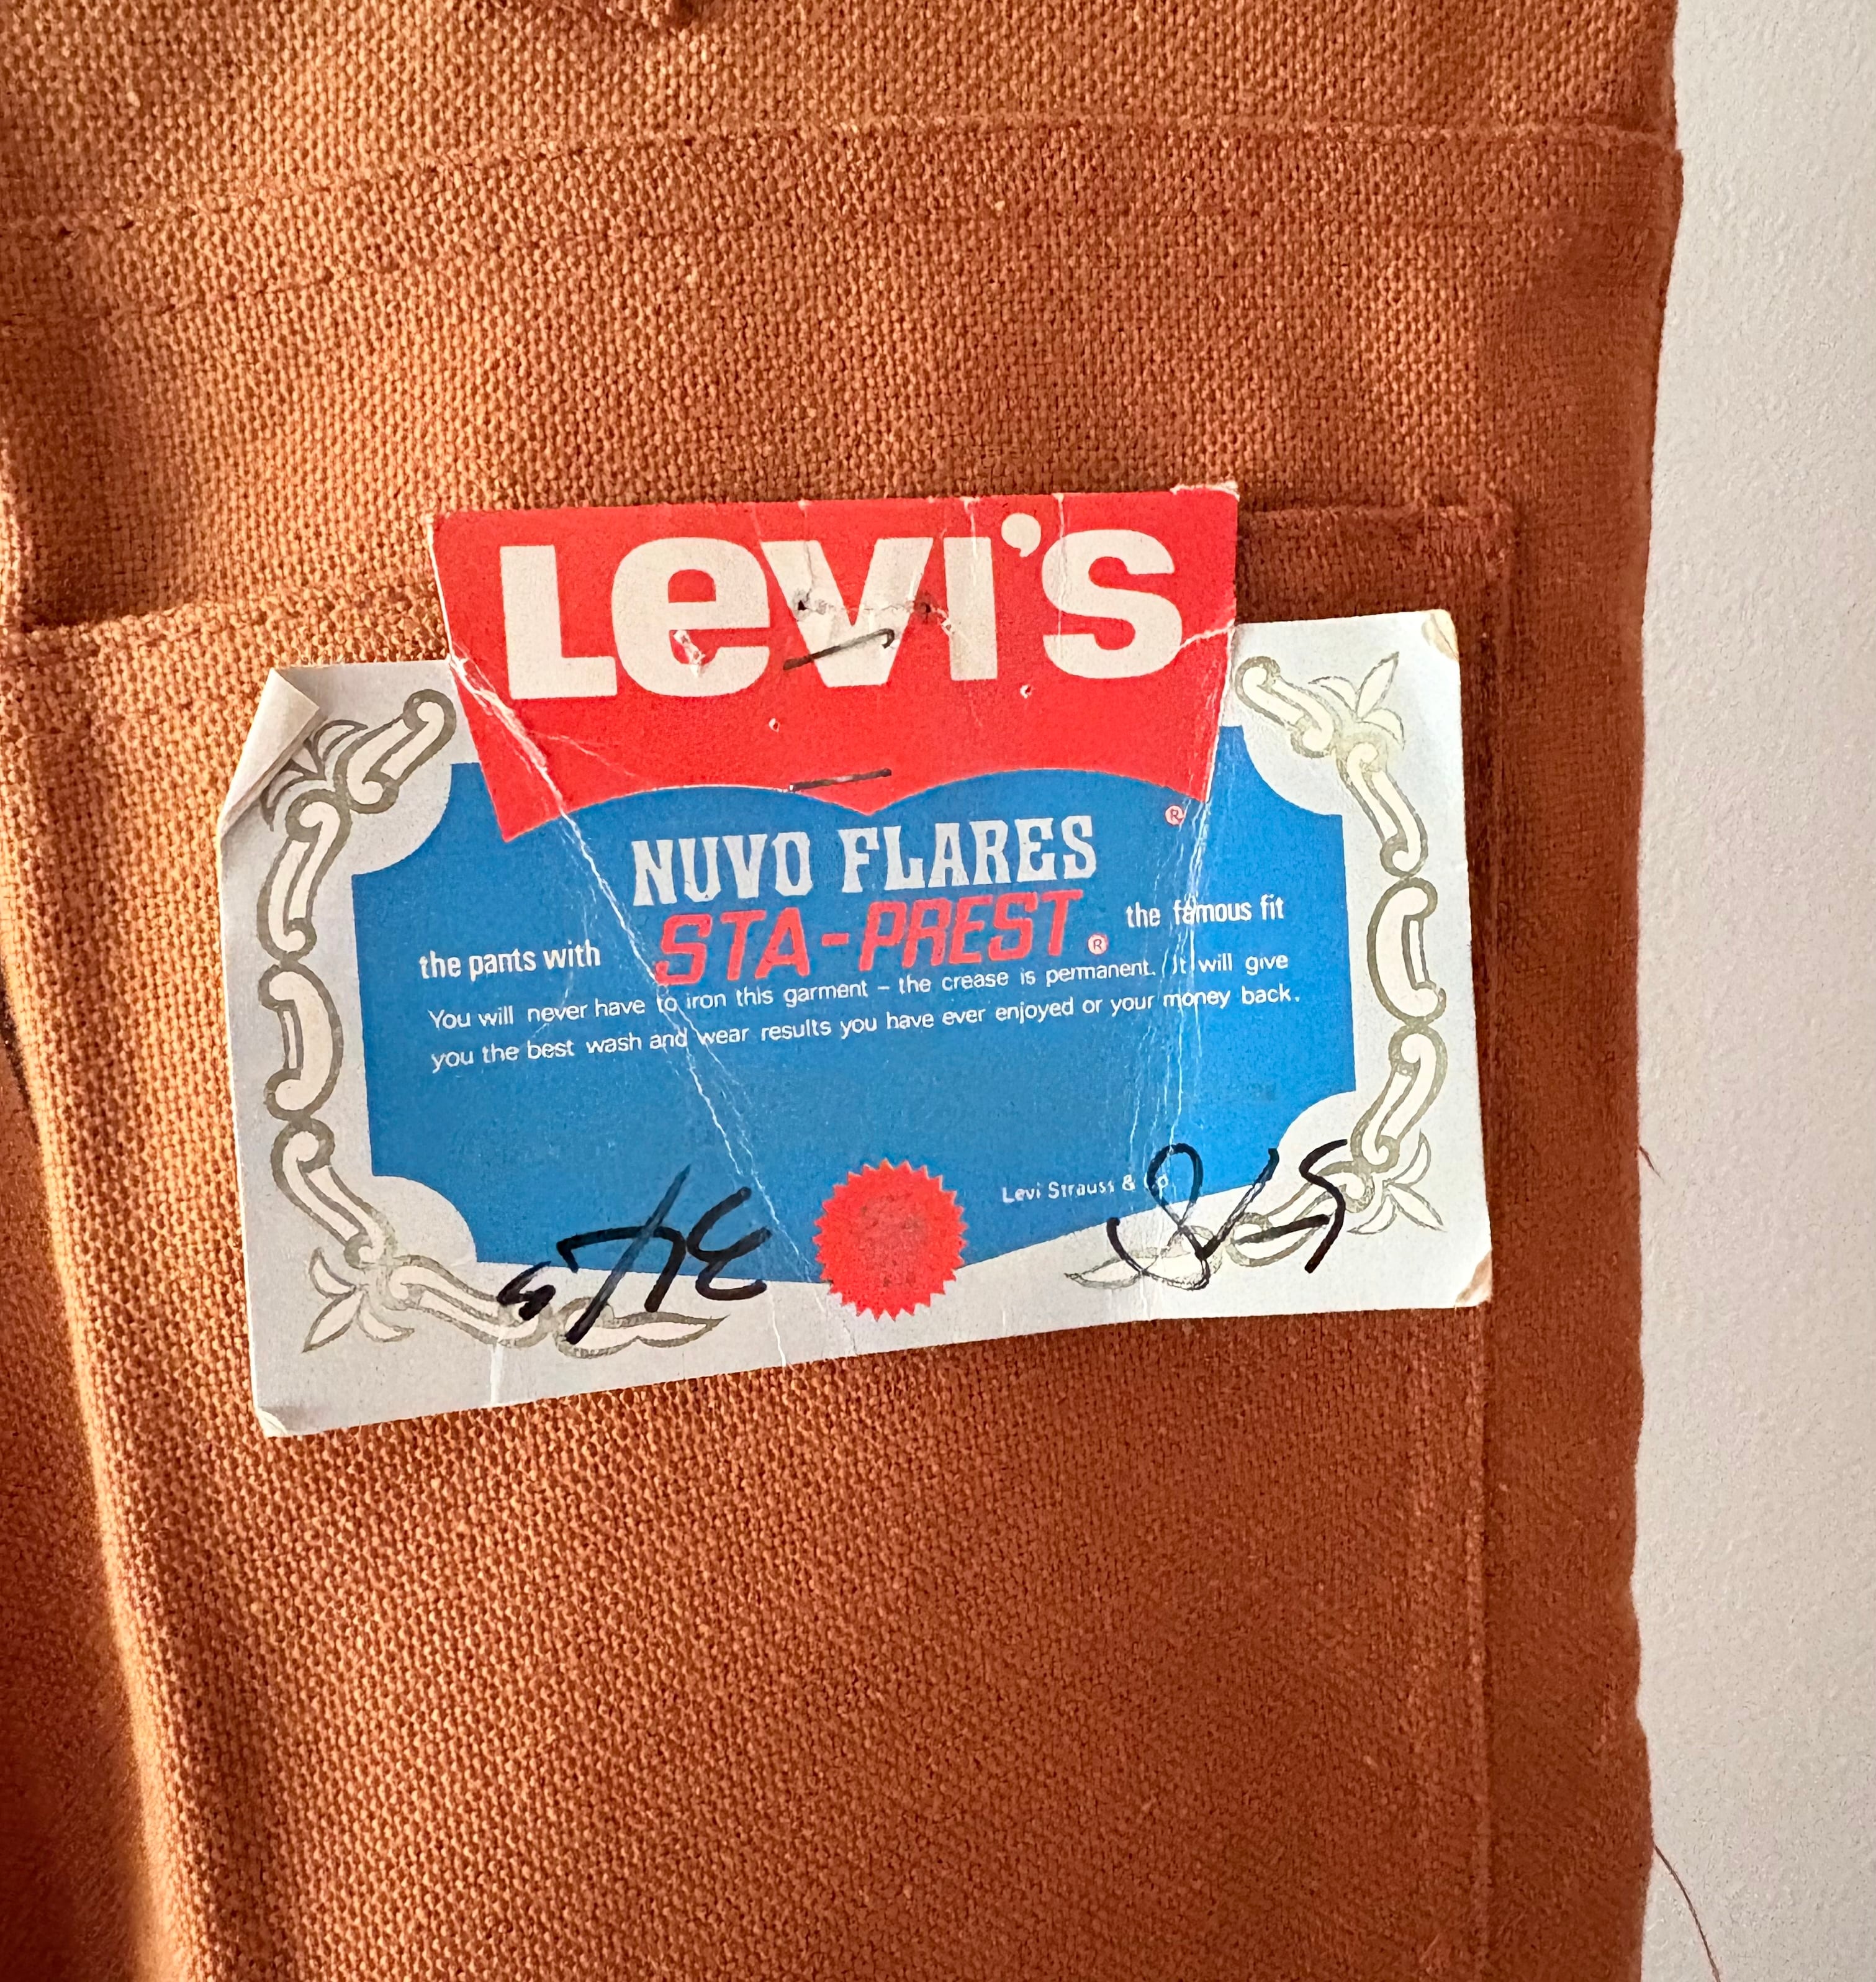 LEVI'S
®
NUVO FLARES
the pants with STA-PREST® the famous fit
You will never have to iron this garment – the crease is permanent. It will give
you the best wash and wear results you have ever enjoyed or your money back.
Levi Strauss & Co